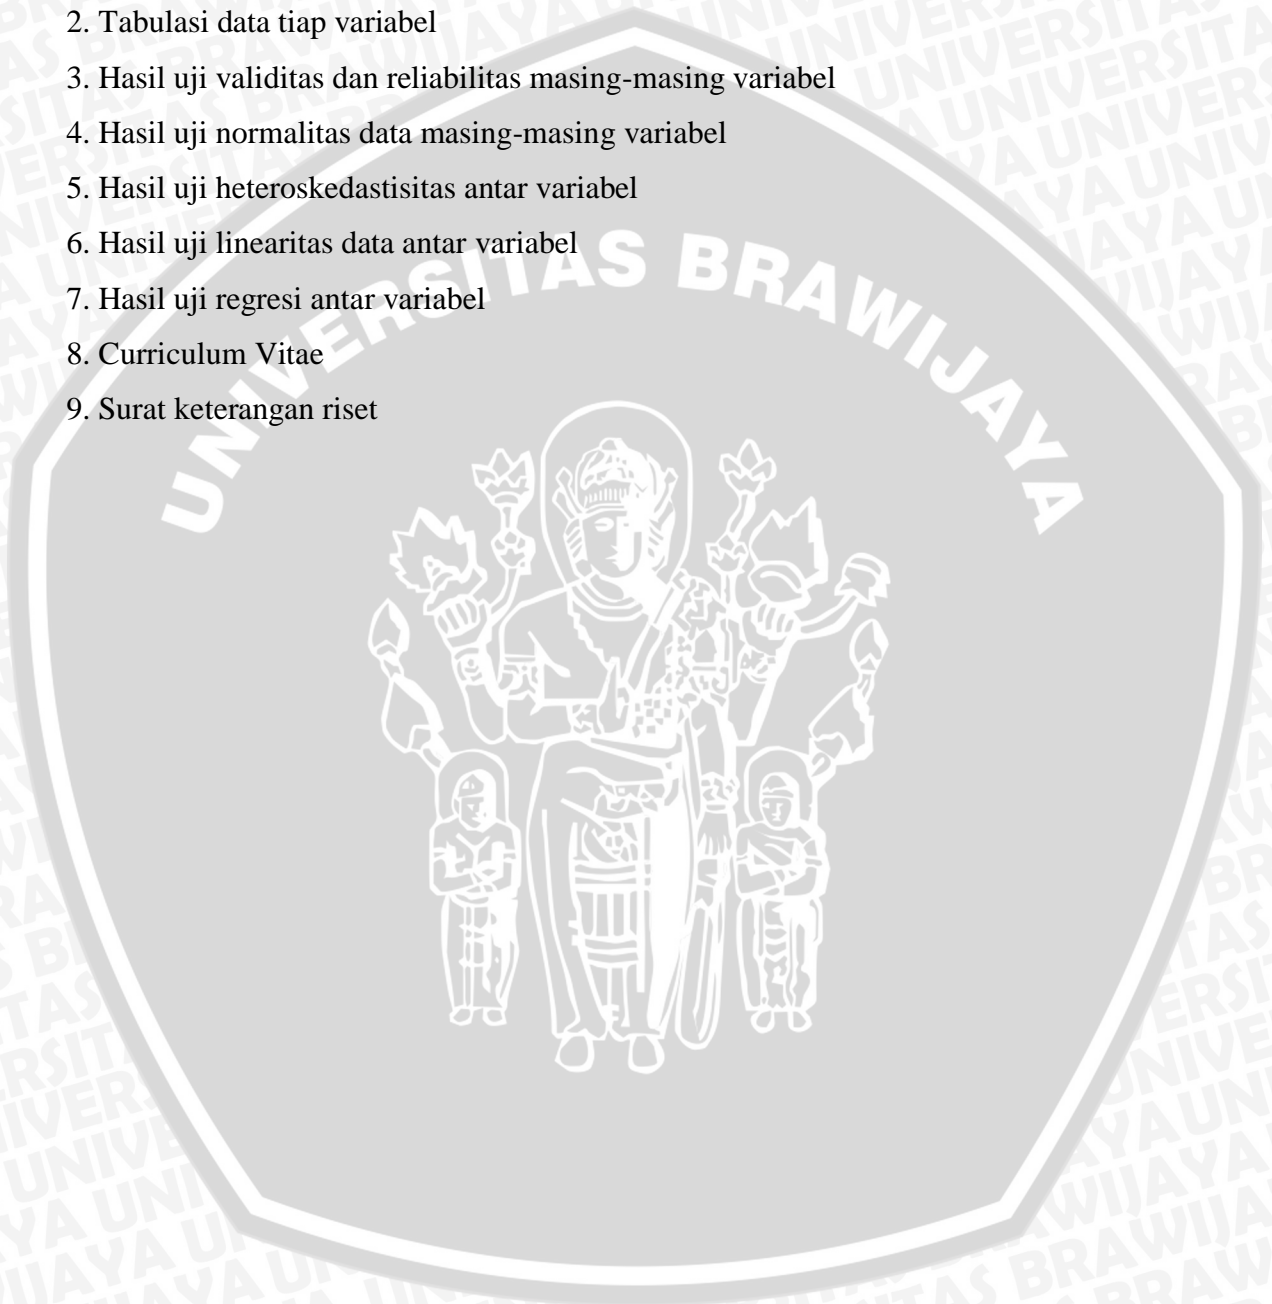 2. Tabulasi data tiap variabel
3. Hasil uji validitas dan reliabilitas masing-masing variabel
4. Hasil uji normalitas data masing-masing variabel
5. Hasil uji heteroskedastisitas antar variabel
6. Hasil uji linearitas data antar variabel
7. Hasil uji regresi antar variabel
8. Curriculum Vitae
9. Surat keterangan riset
UNIVERSITAS BRAWIJAYA